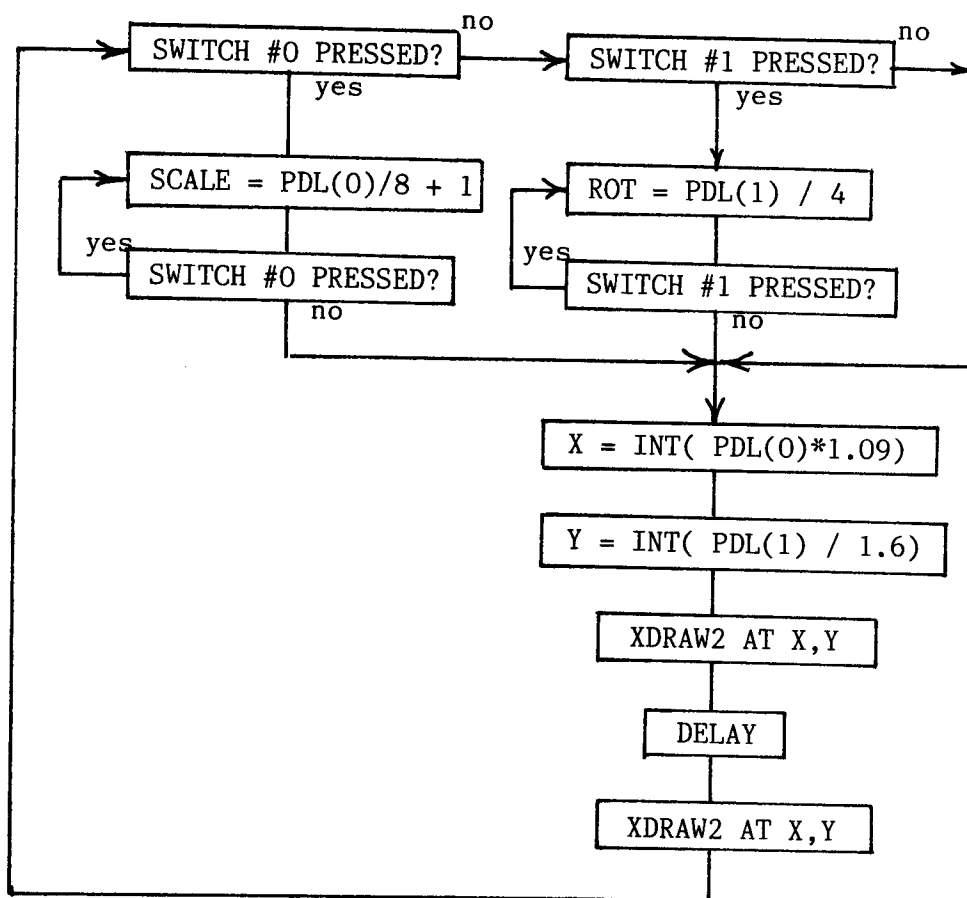 SWITCH #0 PRESSED?
no
yes
SCALE = PDL(0)/8 + 1
yes
SWITCH #0 PRESSED?
no
SWITCH #1 PRESSED?
no
yes
ROT = PDL(1) / 4
yes
SWITCH #1 PRESSED?
no
X = INT( PDL(0)*1.09)
Y = INT( PDL(1) / 1.6)
XDRAW2 AT X,Y
DELAY
XDRAW2 AT X,Y